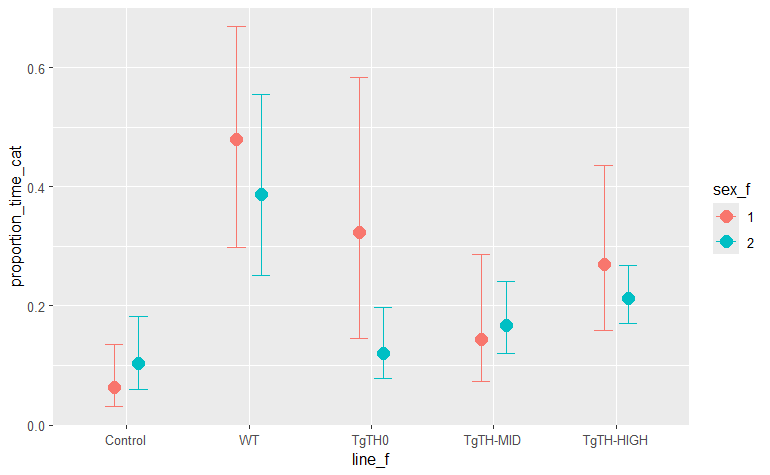 proportion_time_cat
0.6
0.4
0.2
0.0
Control WT TgTH0 TgTH-MID TgTH-HIGH
line_f
sex_f
1
2